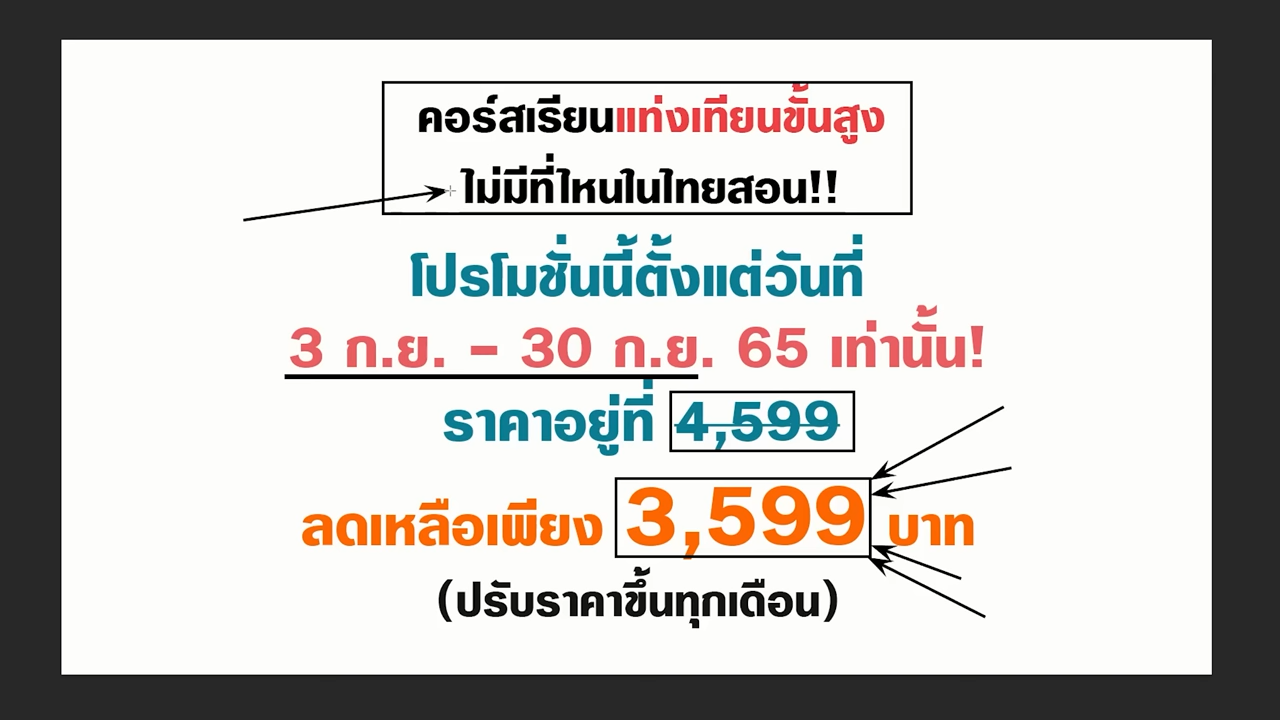 คอร์สเรียนแท่งเทียนขั้นสูง
ไม่มีที่ไหนในไทยสอน!!
โปรโมชั่นนี้ตั้งแต่วันที่
3 ก.ย. - 30 ก.ย. 65 เท่านั้น!
ราคาอยู่ที่ 4,599
ลดเหลือเพียง 3,599 บาท
(ปรับราคาขึ้นทุกเดือน)